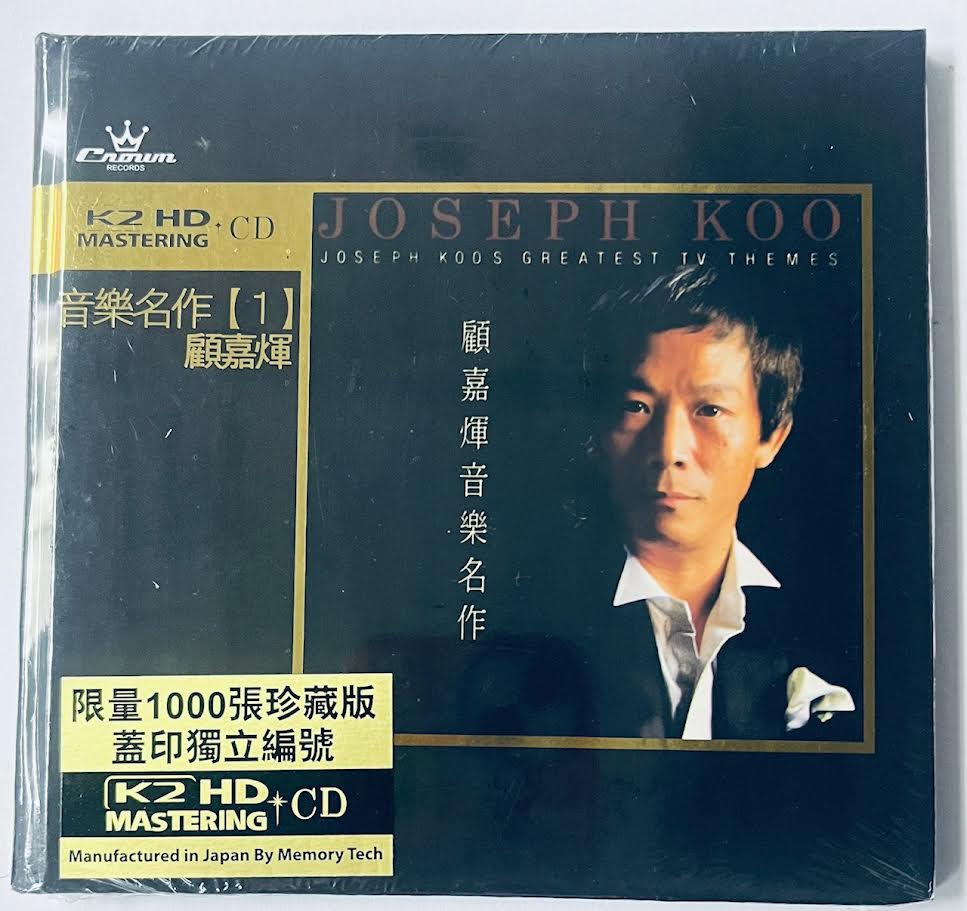 Crown
RECORDS
K2 HD
MASTERING
+CD
音樂名作【1】
顧嘉煇
JOSEPH KOO
JOSEPH KOOS GREATEST TV THEMES
顧嘉煇音樂名作
限量1000張珍藏版
蓋印獨立編號
K2 HD
MASTERING
+CD
Manufactured in Japan By Memory Tech